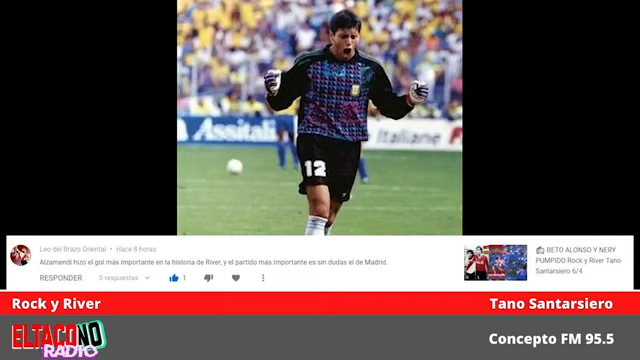 Assitali
Italiane
12
Leo del Brazo Oriental • Hace 8 horas
Alzamendi hizo el gol más importante en la historia de River, y el partido más importante es sin dudas el de Madrid.
RESPONDER 0 respuestas 1
BETO ALONSO Y NERY
PUMPIDO Rock y River Tano
Santarsiero 6/4
Rock y River
Tano Santarsiero
ELTACONO
RADIO
Concepto FM 95.5